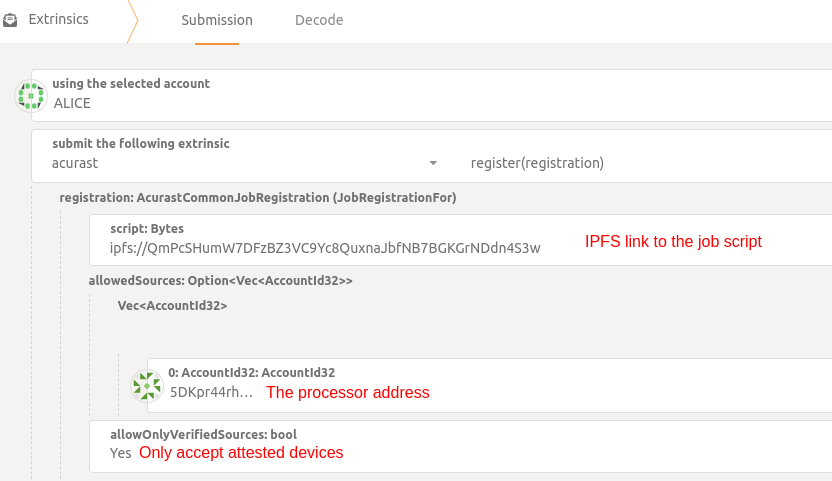 Extrinsics
Submission
Decode
using the selected account
ALICE
submit the following extrinsic
acurast
register(registration)
registration: AcurastCommonJobRegistration (JobRegistrationFor)
script: Bytes
ipfs://QmPcSHumW7DFzBZ3VC9Yc8QuxnaJbfNB7BGKGrNDdn4S3w
IPFS link to the job script
allowedSources: Option<Vec<AccountId32>>
Vec<AccountId32>
0: AccountId32: AccountId32
5DKpr44rh…
The processor address
allowOnlyVerifiedSources: bool
Yes
Only accept attested devices